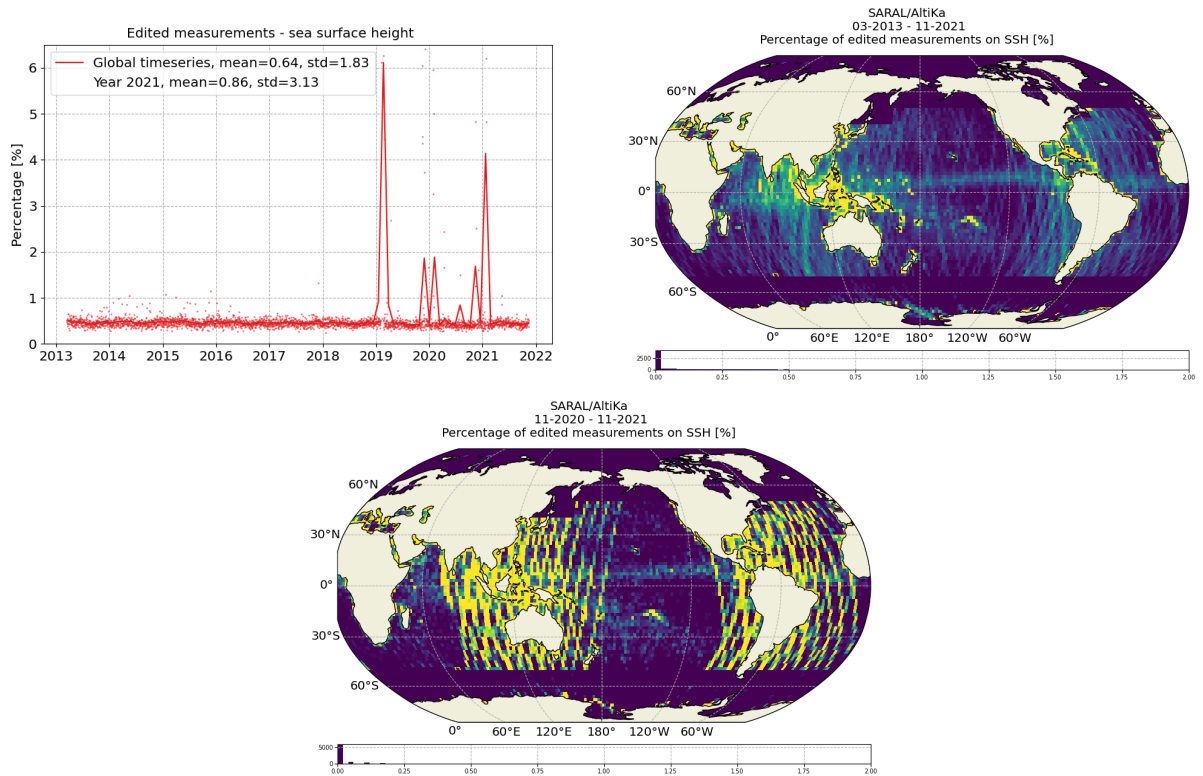 Edited measurements - sea surface height
Global timeseries, mean=0.64, std=1.83
Year 2021, mean=0.86, std=3.13
Percentage [%]
6
5
4
3
2
1
0
2013 2014 2015 2016 2017 2018 2019 2020 2021 2022
SARAL/AltiKa
03-2013 - 11-2021
Percentage of edited measurements on SSH [%]
60°N
30°N
0°
30°S
60°S
0° 60°E 120°E 180° 120°W 60°W
2500
0
0.00 0.25 0.50 0.75 1.00 1.25 1.50 1.75 2.00
SARAL/AltiKa
11-2020 - 11-2021
Percentage of edited measurements on SSH [%]
60°N
30°N
0°
30°S
60°S
0° 60°E 120°E 180° 120°W 60°W
5000
0
0.00 0.25 0.50 0.75 1.00 1.25 1.50 1.75 2.00